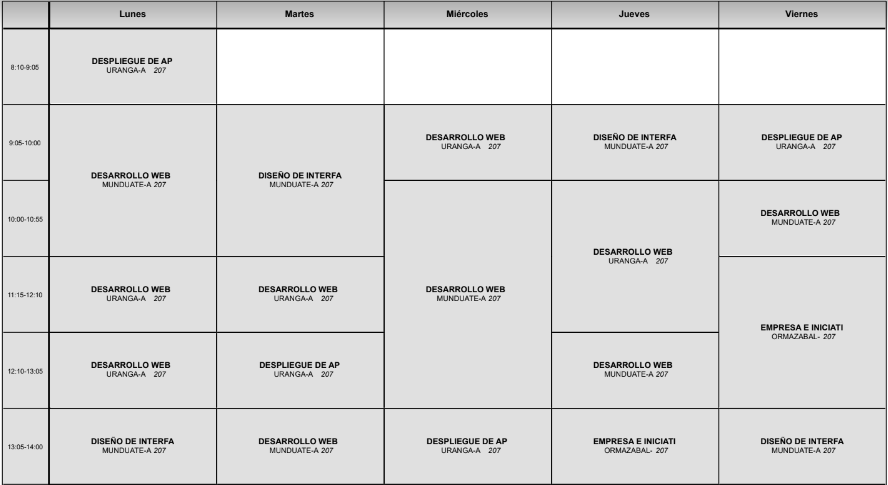 Lunes Martes Miércoles Jueves Viernes
8:10-9:05
DESPLIEGUE DE AP
URANGA-A 207
9:05-10:00
DESARROLLO WEB
MUNDUATE-A 207
DISEÑO DE INTERFA
MUNDUATE-A 207
DESARROLLO WEB
URANGA-A 207
DISEÑO DE INTERFA
MUNDUATE-A 207
DESPLIEGUE DE AP
URANGA-A 207
10:00-10:55
DESARROLLO WEB
MUNDUATE-A 207
DESARROLLO WEB
URANGA-A 207
DESARROLLO WEB
MUNDUATE-A 207
11:15-12:10
DESARROLLO WEB
URANGA-A 207
DESARROLLO WEB
URANGA-A 207
EMPRESA E INICIATI
ORMAZABAL- 207
12:10-13:05
DESARROLLO WEB
URANGA-A 207
DESPLIEGUE DE AP
URANGA-A 207
DESARROLLO WEB
MUNDUATE-A 207
13:05-14:00
DISEÑO DE INTERFA
MUNDUATE-A 207
DESARROLLO WEB
MUNDUATE-A 207
DESPLIEGUE DE AP
URANGA-A 207
EMPRESA E INICIATI
ORMAZABAL- 207
DISEÑO DE INTERFA
MUNDUATE-A 207